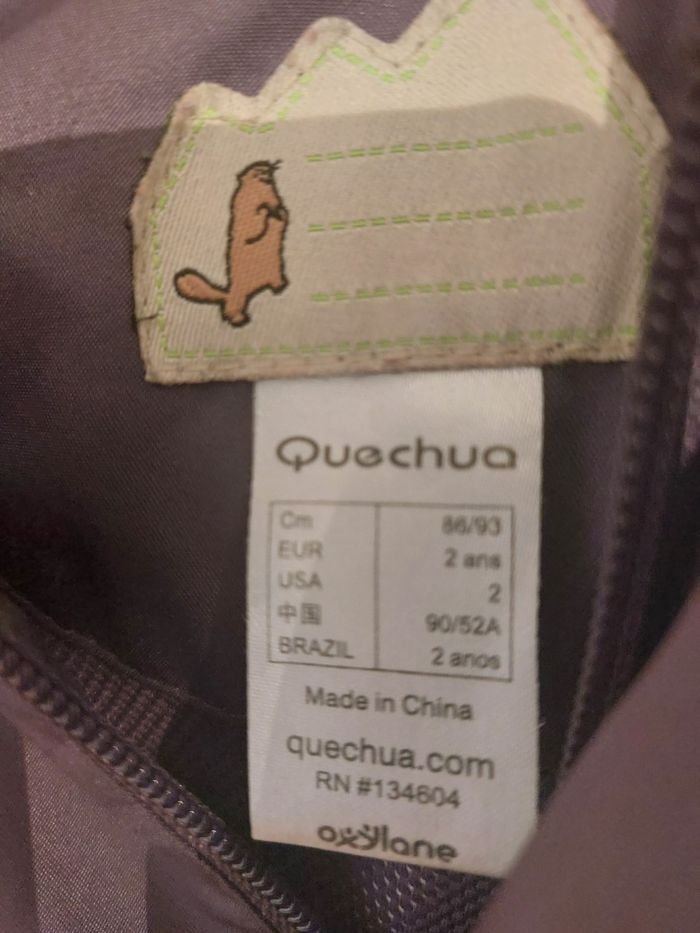 Quechua
Cm 86/93
EUR 2 ans
USA 2
中国 90/52A
BRAZIL 2 anos
Made in China
quechua.com
RN #134604
oxylane